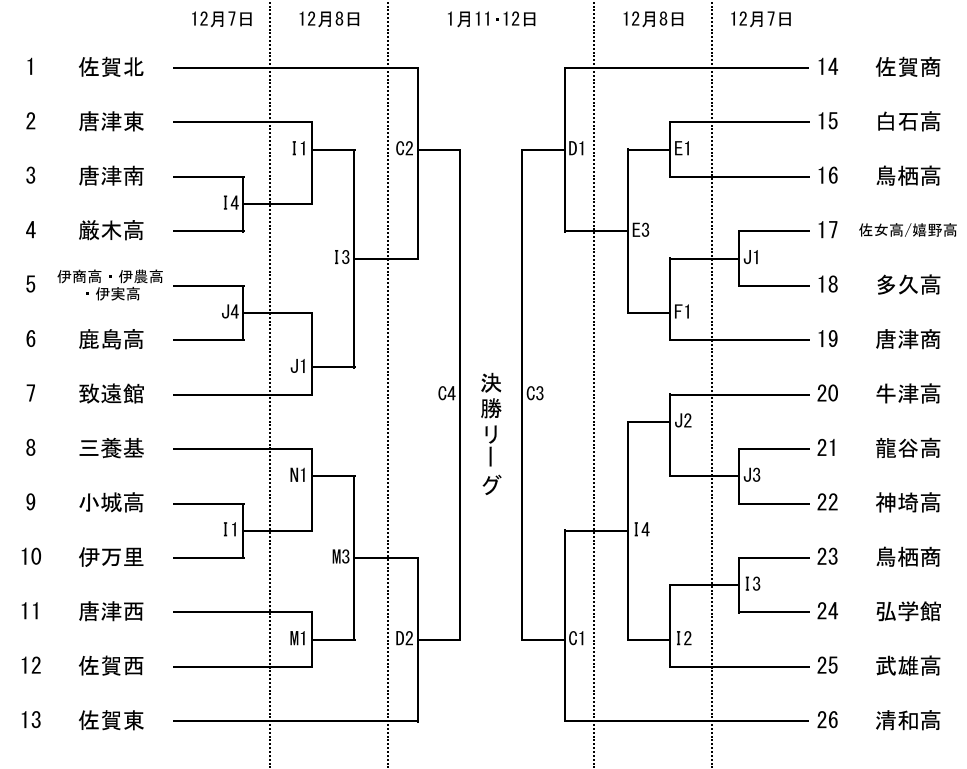 12月7日 12月8日 1月11・12日 12月8日 12月7日
1 佐賀北 14 佐賀商
2 唐津東 15 白石高
I1 C2 D1 E1
3 唐津南 16 鳥栖高
I4
4 厳木高 E3 17 佐女高/嬉野高
I3 J1
5 伊商高・伊農高
・伊実高 18 多久高
J4 F1
6 鹿島高 19 唐津商
J1
7 致遠館 C4 決勝リーグ C3 20 牛津高
J2
8 三養基 21 龍谷高
N1 J3
9 小城高 22 神埼高
I1 I4
10 伊万里 M3 23 鳥栖商
I3
11 唐津西 24 弘学館
M1 D2 C1 I2
12 佐賀西 25 武雄高
13 佐賀東 26 清和高